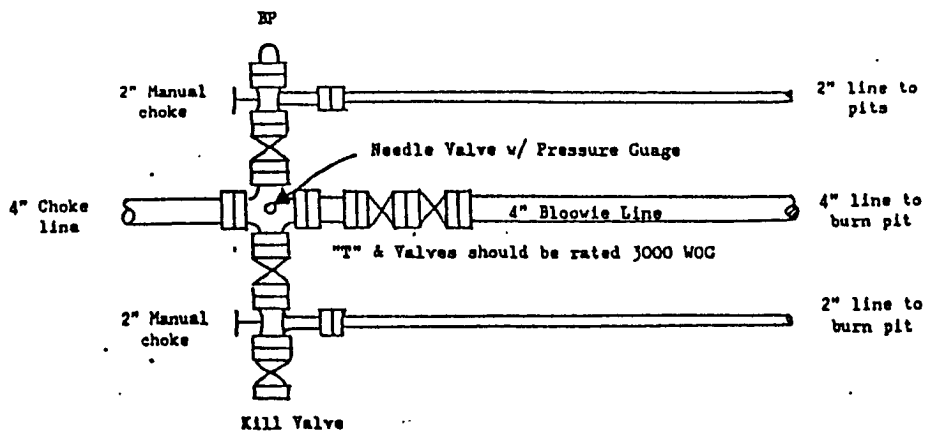 BP
2" Manual
choke
2" line to
pits
Needle Valve w/ Pressure Guage
4" Choke
line
4" Bloowie Line
4" line to
burn pit
"T" & Valves should be rated 3000 WOG
2" Manual
choke
2" line to
burn pit
Kill Valve